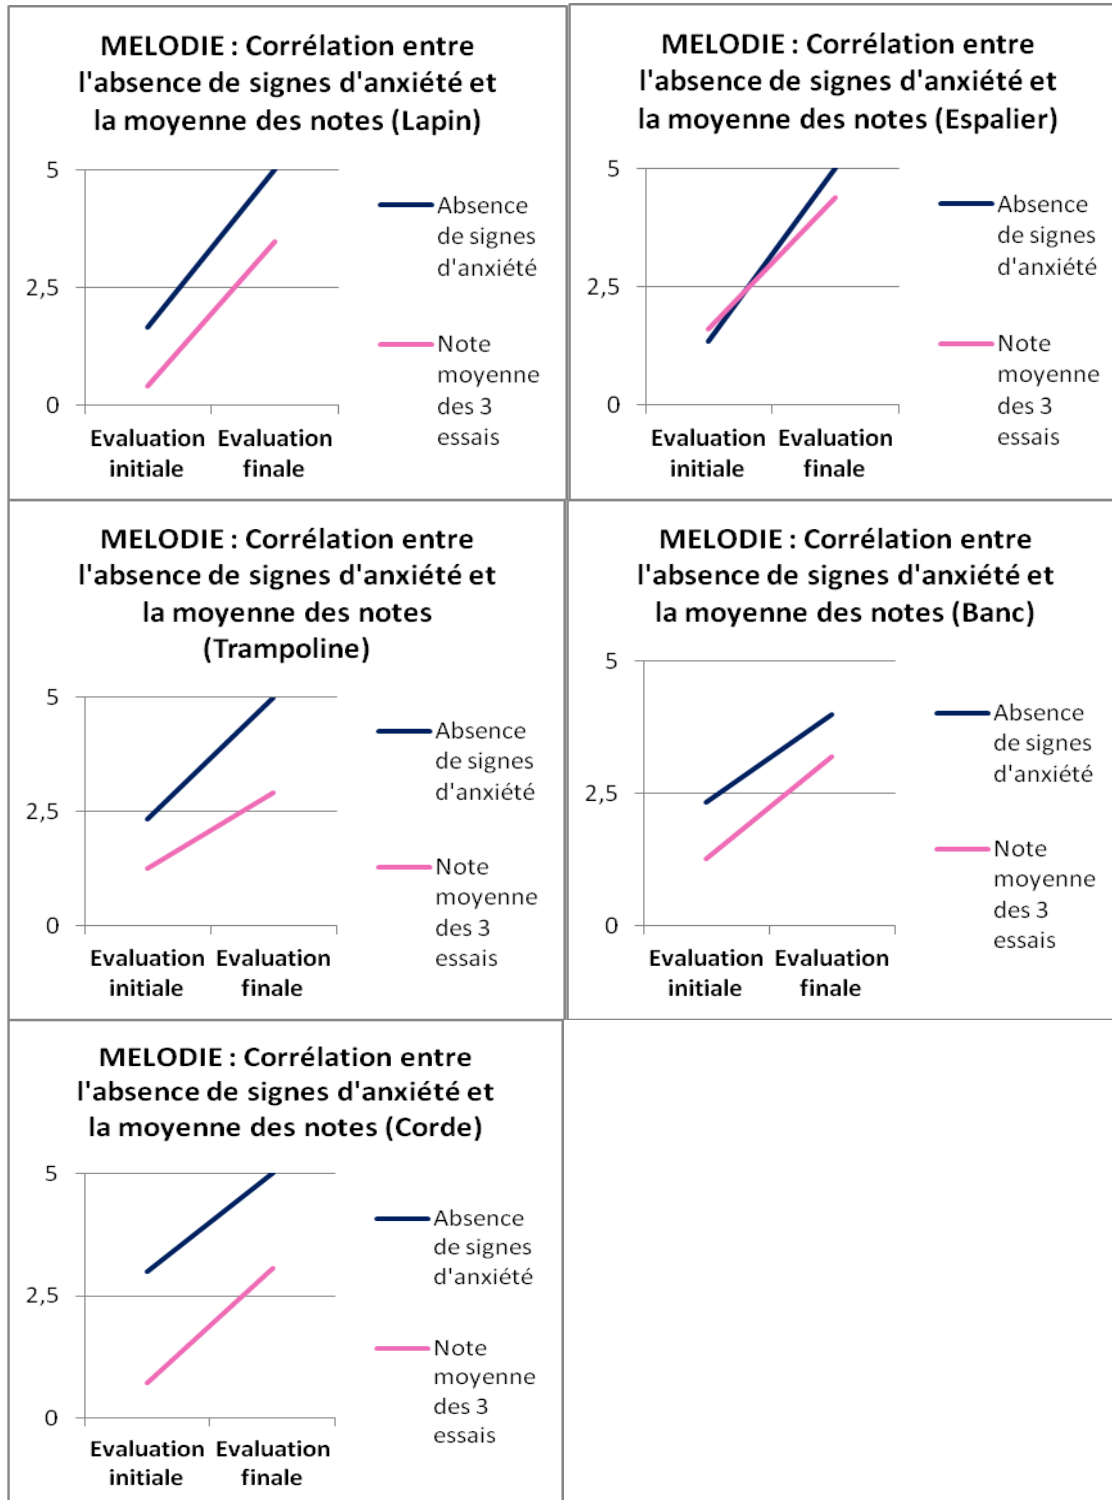 MELODIE : Corrélation entre
l'absence de signes d'anxiété et
la moyenne des notes (Lapin)
5
2,5
0
Evaluation initiale
Evaluation finale
Absence
de signes
d'anxiété
Note
moyenne
des 3
essais
MELODIE : Corrélation entre
l'absence de signes d'anxiété et
la moyenne des notes (Espalier)
5
2,5
0
Evaluation initiale
Evaluation finale
Absence
de signes
d'anxiété
Note
moyenne
des 3
essais
MELODIE : Corrélation entre
l'absence de signes d'anxiété et
la moyenne des notes
(Trampoline)
5
2,5
0
Evaluation initiale
Evaluation finale
Absence
de signes
d'anxiété
Note
moyenne
des 3
essais
MELODIE : Corrélation entre
l'absence de signes d'anxiété et
la moyenne des notes (Banc)
5
2,5
0
Evaluation initiale
Evaluation finale
Absence
de signes
d'anxiété
Note
moyenne
des 3
essais
MELODIE : Corrélation entre
l'absence de signes d'anxiété et
la moyenne des notes (Corde)
5
2,5
0
Evaluation initiale
Evaluation finale
Absence
de signes
d'anxiété
Note
moyenne
des 3
essais